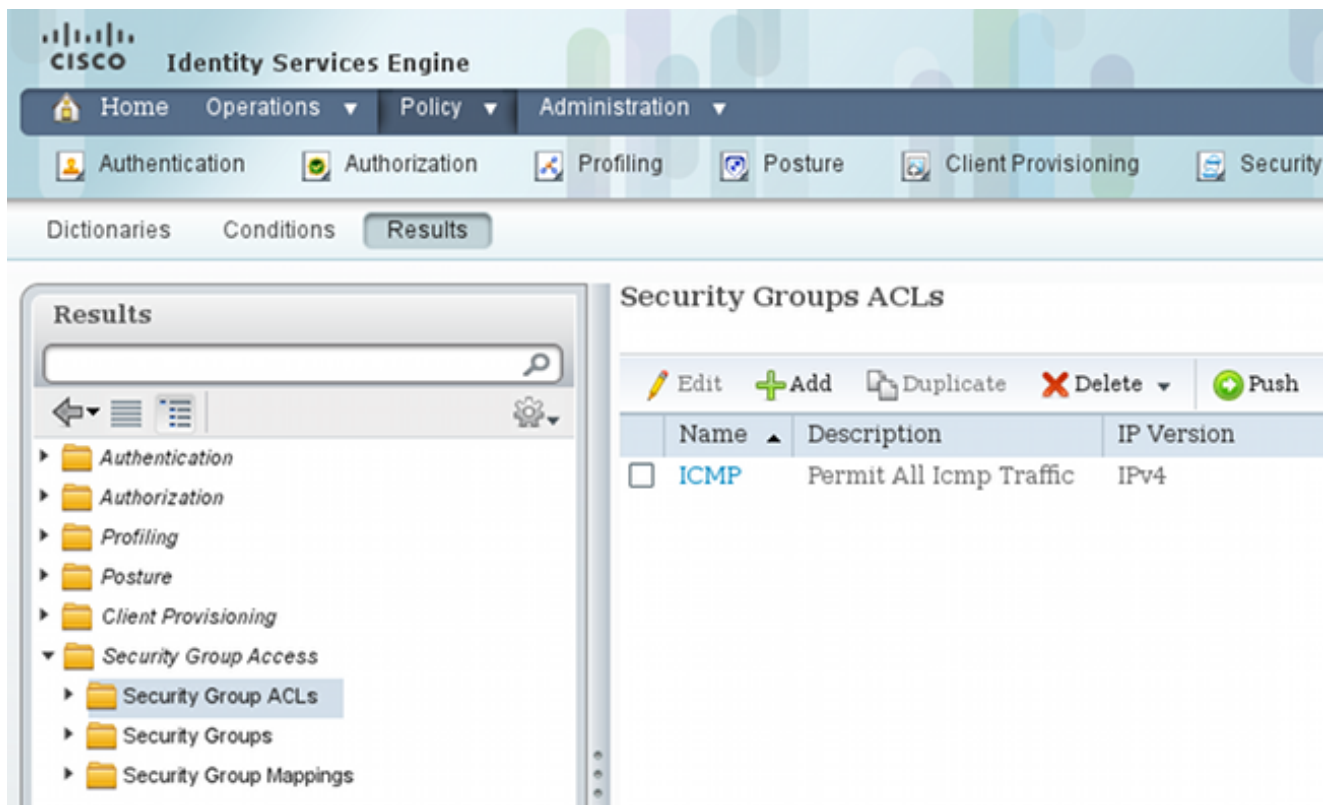 CISCO Identity Services Engine
Home Operations Policy Administration
Authentication Authorization Profiling Posture Client Provisioning Security
Dictionaries Conditions Results
Results
Security Groups ACLs
Edit Add Duplicate Delete Push
Name Description IP Version
ICMP Permit All Icmp Traffic IPv4
Authentication
Authorization
Profiling
Posture
Client Provisioning
Security Group Access
Security Group ACLs
Security Groups
Security Group Mappings